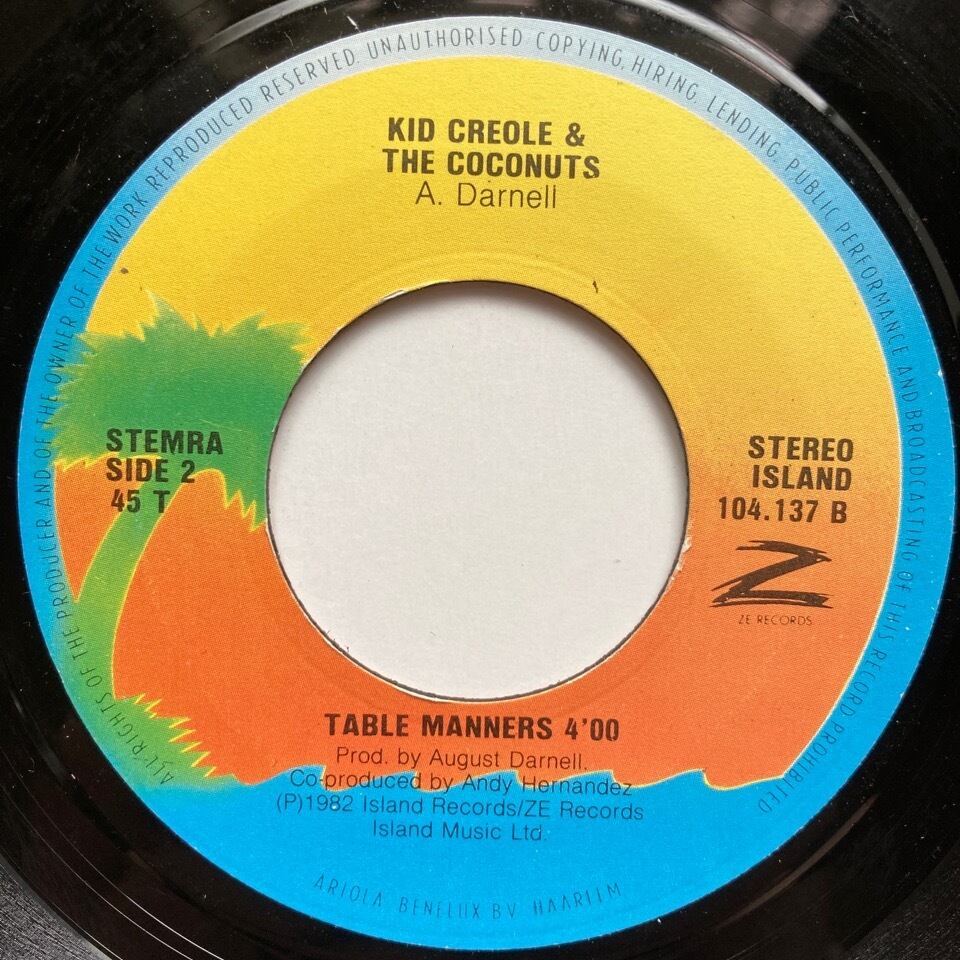 KID CREOLE &
THE COCONUTS
A. Darnell
STEMRA
SIDE 2
45 T
STEREO
ISLAND
104.137 B
Z
ZE RECORDS
TABLE MANNERS 4'00
Prod. by August Darnell.
Co-produced by Andy Hernandez
(P)1982 Island Records/ZE Records
Island Music Ltd.
ALL RIGHTS OF THE PRODUCER AND OF THE OWNER OF THE WORK REPRODUCED RESERVED. UNAUTHORISED COPYING, HIRING, LENDING, PUBLIC PERFORMANCE AND BROADCASTING OF THIS RECORD PROHIBITED
ARIOLA BENELUX BV HAARLEM